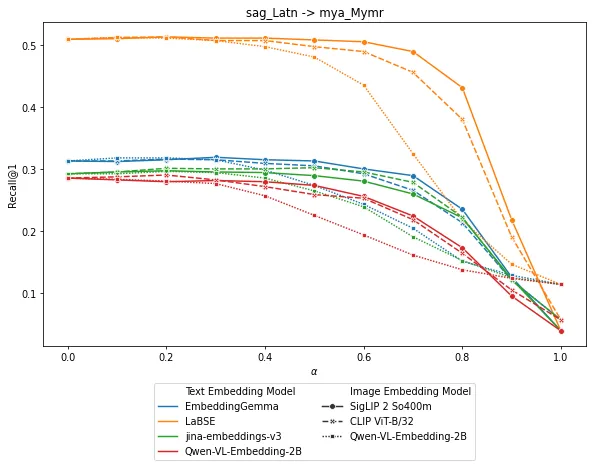 sag_Latn -> mya_Mymr
Recall@1
0.5
0.4
0.3
0.2
0.1
0.0 0.2 0.4 0.6 0.8 1.0
α
Text Embedding Model Image Embedding Model
EmbeddingGemma SigLIP 2 So400m
LaBSE CLIP ViT-B/32
jina-embeddings-v3 Qwen-VL-Embedding-2B
Qwen-VL-Embedding-2B